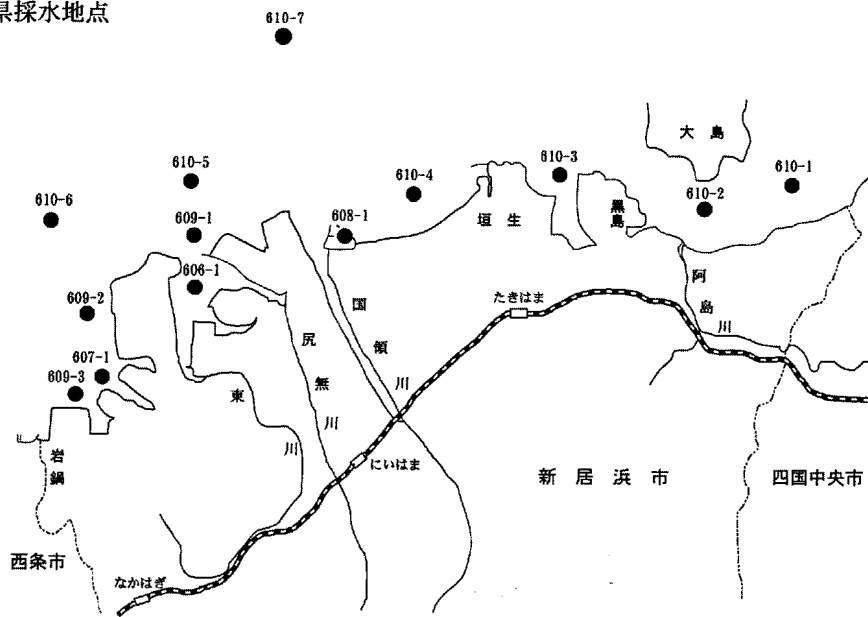 県採水地点
610-7
大島
610-5
610-3
610-4
610-1
610-6
610-2
609-1
608-1
垣生
黒島
606-1
阿島川
609-2
国領川
たきはま
尻無川
607-1
609-3
東川
岩鍋
にいはま
新居浜市
四国中央市
西条市
なかはぎ